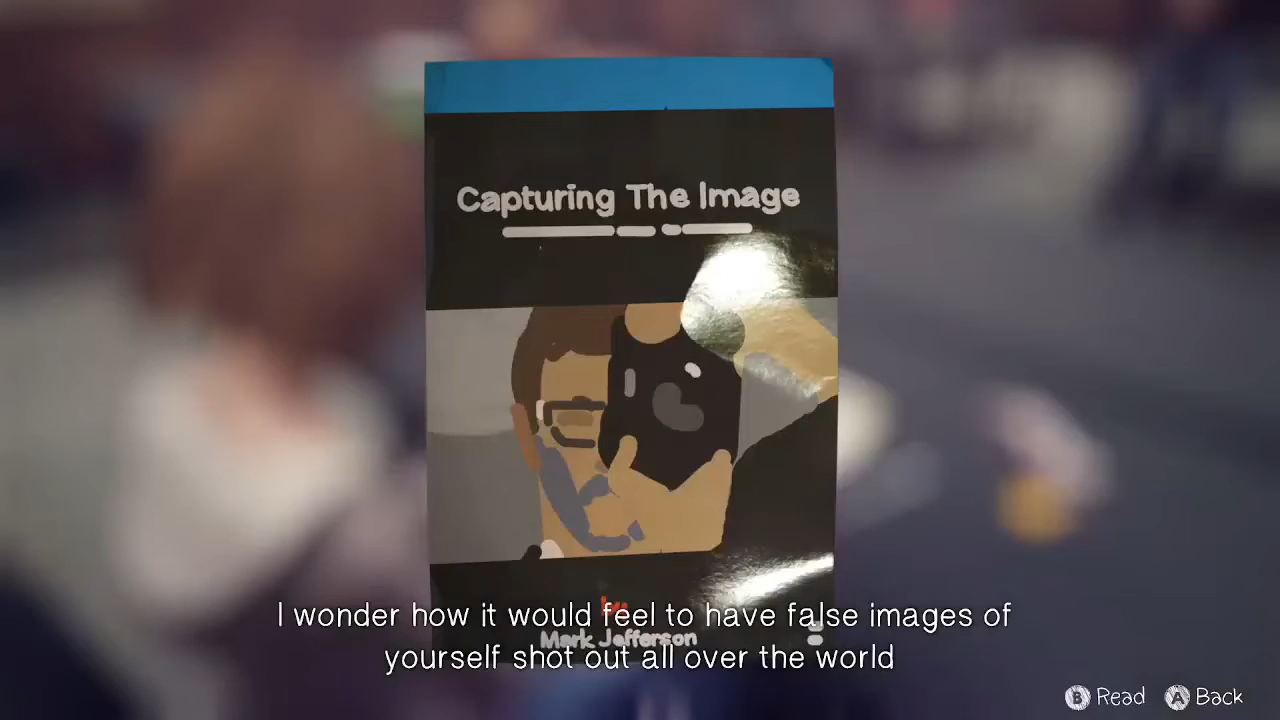 Capturing The Image
by
Mark Jefferson
I wonder how it would feel to have false images of
yourself shot out all over the world
B Read A Back